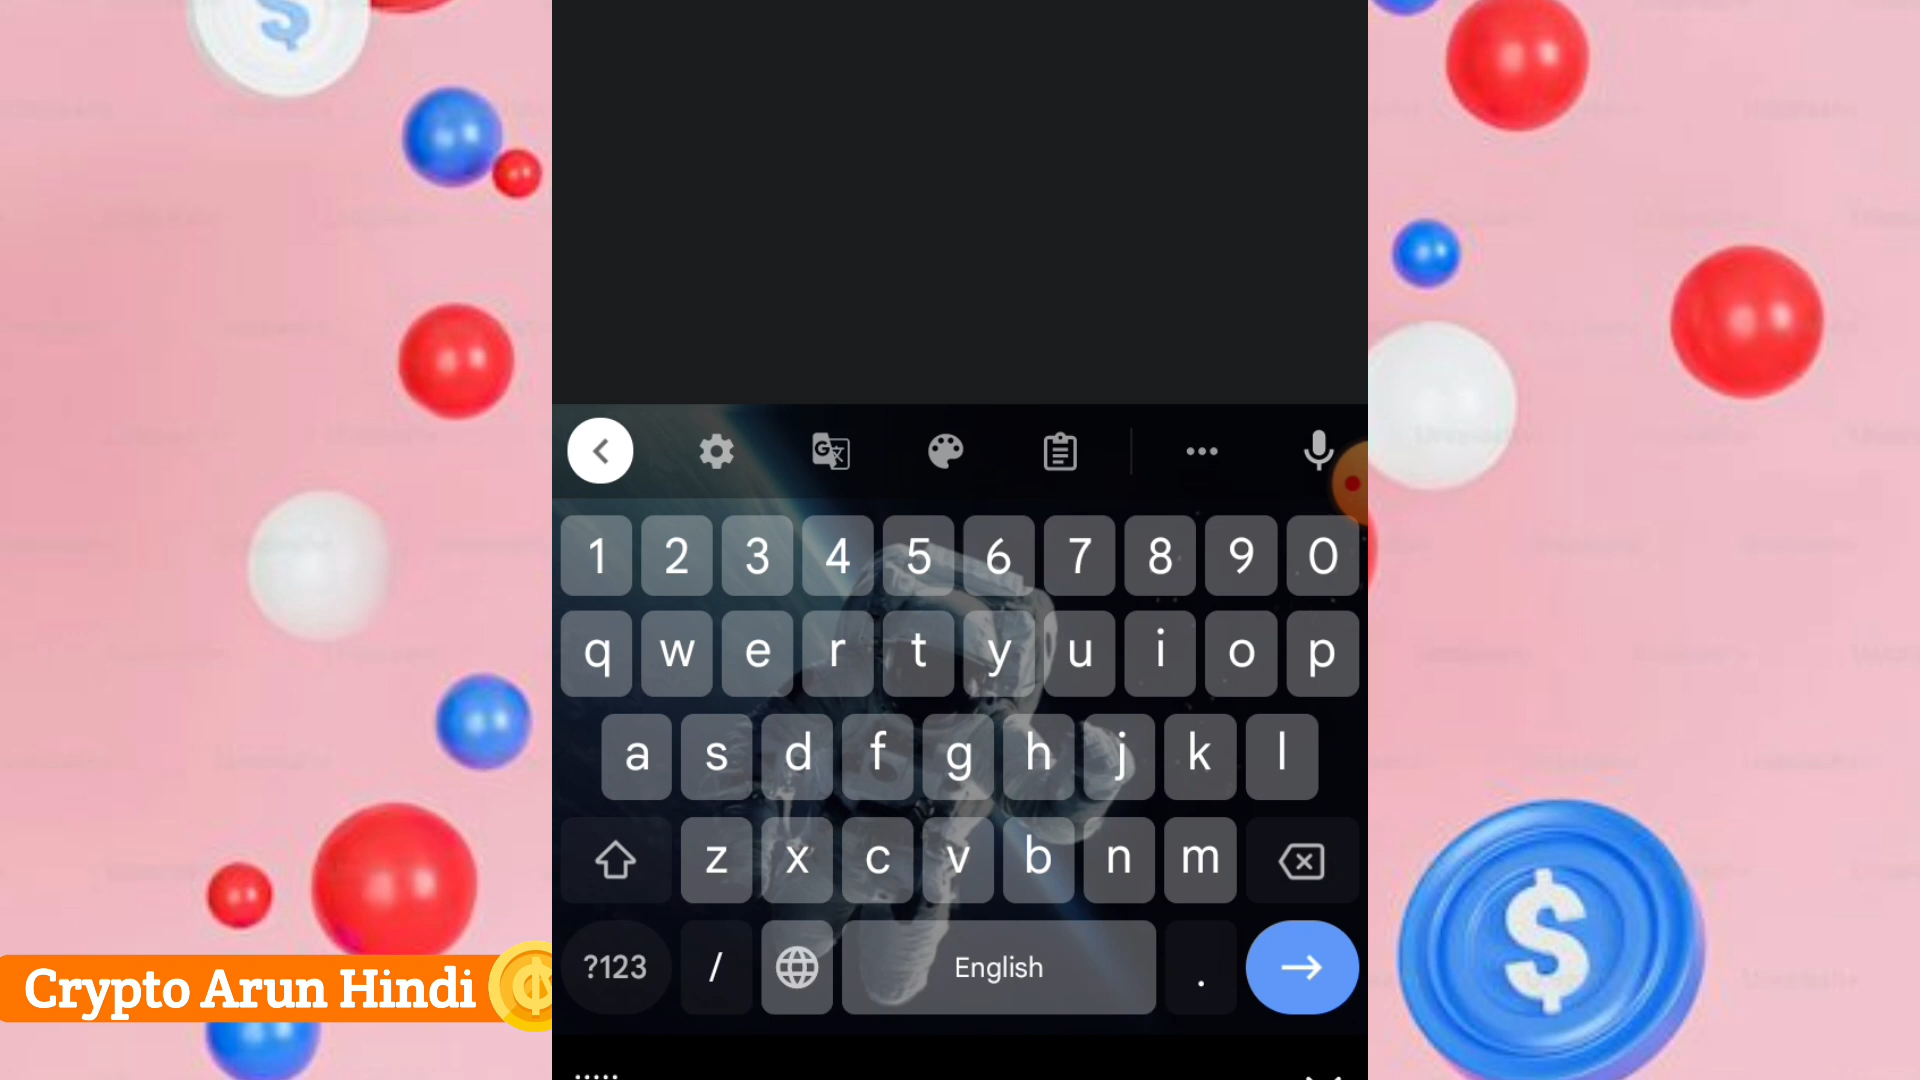 $
1 2 3 4 5 6 7 8 9 0
q w e r t y u i o p
a s d f g h j k l
z x c v b n m
?123 / English .
Crypto Arun Hindi
$